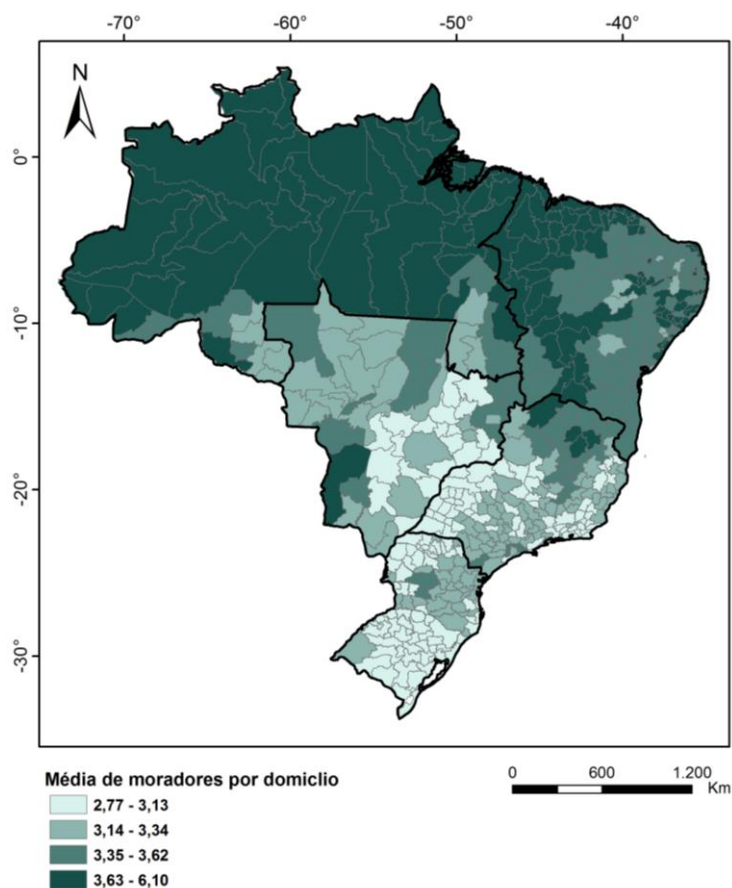 -70° -60° -50° -40°
N
0°
-10°
-20°
-30°
Média de moradores por domiclio
0 600 1.200
Km
2,77 - 3,13
3,14 - 3,34
3,35 - 3,62
3,63 - 6,10